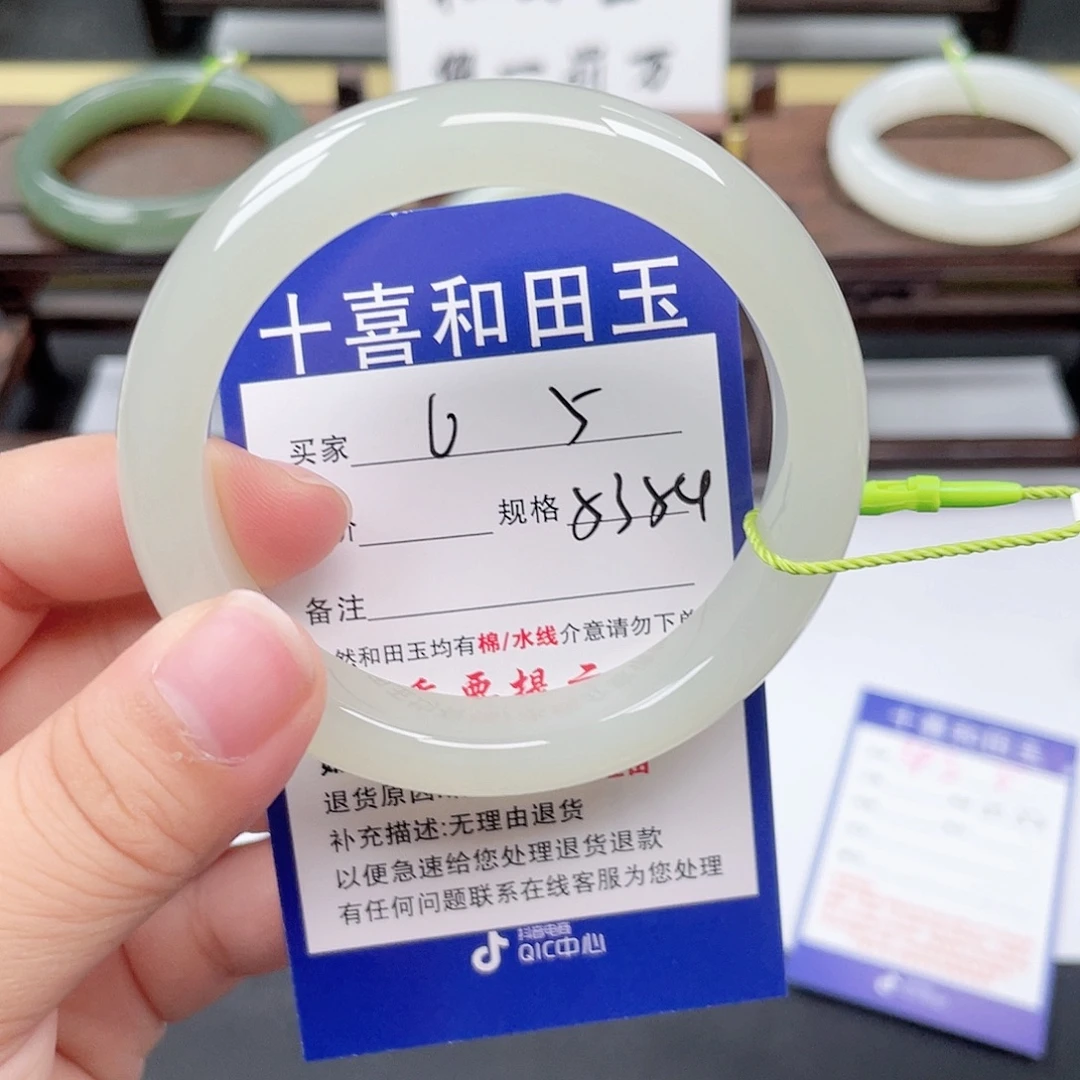 十喜和田玉
买家 6 5
规格 8384
备注
然和田玉均有棉/水线介意请勿下单
退货原因
补充描述:无理由退货
以便急速给您处理退货退款
有任何问题联系在线客服为您处理
抖音电商
QIC中心
十喜和田玉